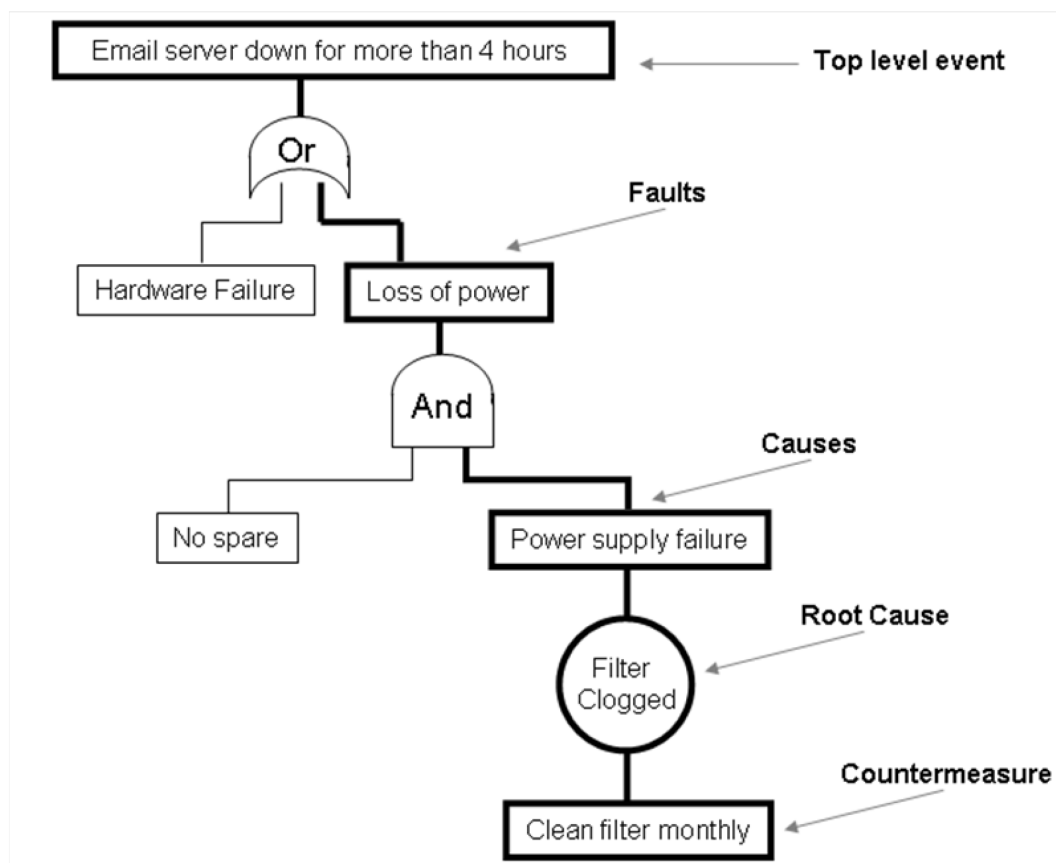 Email server down for more than 4 hours
Top level event
Or
Faults
Hardware Failure
Loss of power
And
Causes
No spare
Power supply failure
Root Cause
Filter
Clogged
Countermeasure
Clean filter monthly